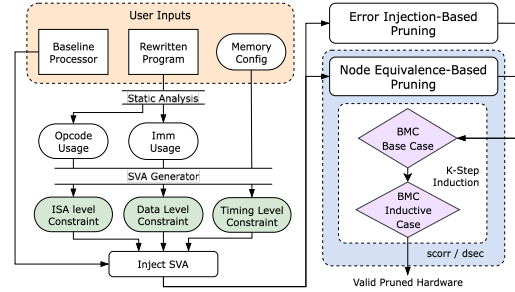 User Inputs
Baseline
Processor
Rewritten
Program
Memory
Config
Static Analysis
Opcode
Usage
Imm
Usage
SVA Generator
ISA level
Constraint
Data Level
Constraint
Timing Level
Constraint
Inject SVA
Error Injection-Based
Pruning
Node Equivalence-Based
Pruning
BMC
Base Case
K-Step
Induction
BMC
Inductive
Case
scorr / dsec
Valid Pruned Hardware